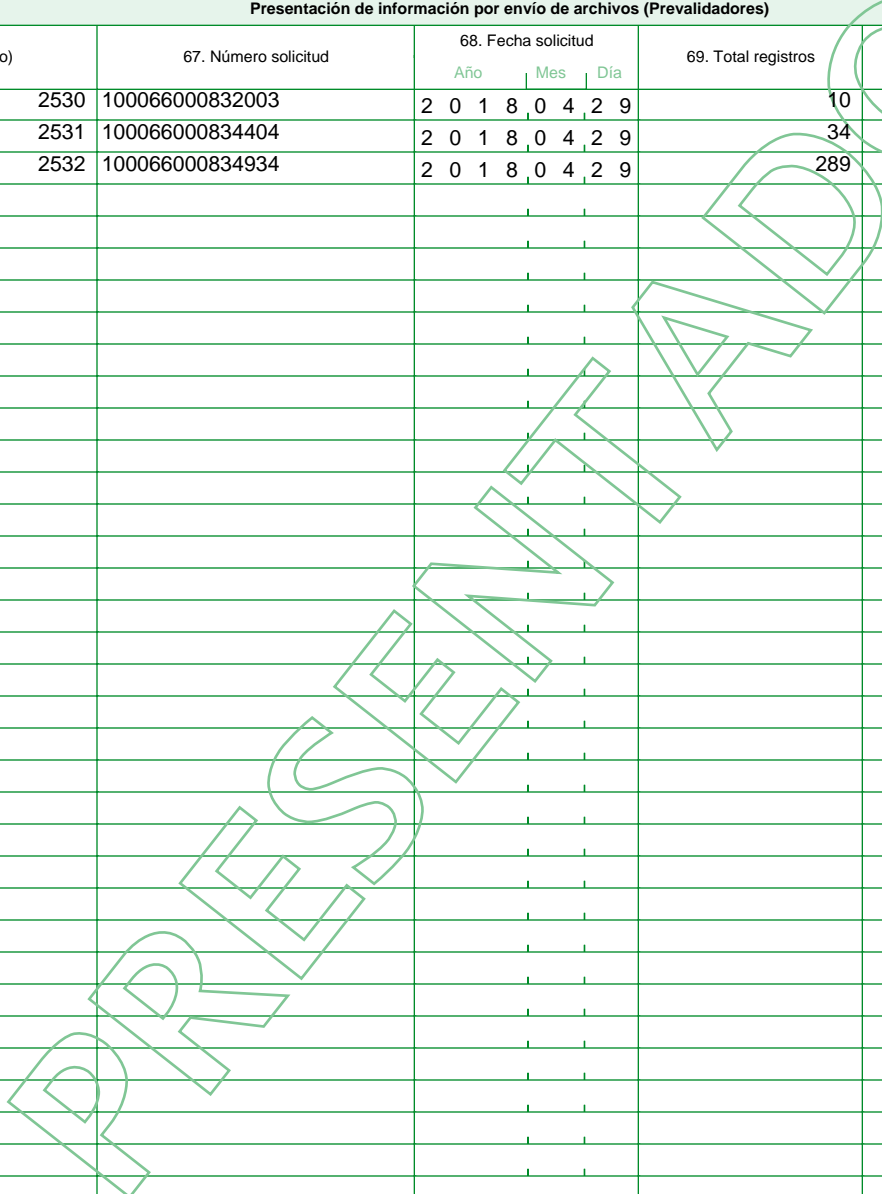 Presentación de información por envío de archivos (Prevalidadores)
o) 67. Número solicitud 68. Fecha solicitud 69. Total registros
Año Mes Día
2530 100066000832003 2 0 1 8 0 4 2 9 10
2531 100066000834404 2 0 1 8 0 4 2 9 34
2532 100066000834934 2 0 1 8 0 4 2 9 289
PRESENTADO